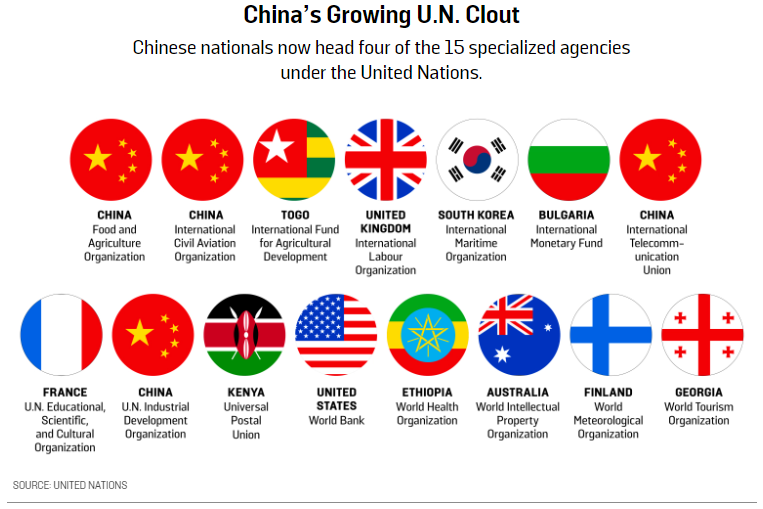 China's Growing U.N. Clout
Chinese nationals now head four of the 15 specialized agencies
under the United Nations.
CHINA
Food and
Agriculture
Organization
CHINA
International
Civil Aviation
Organization
TOGO
International Fund
for Agricultural
Development
UNITED
KINGDOM
International
Labour
Organization
SOUTH KOREA
International
Maritime
Organization
BULGARIA
International
Monetary Fund
CHINA
International
Telecomm-
unication
Union
FRANCE
U.N. Educational,
Scientific,
and Cultural
Organization
CHINA
U.N. Industrial
Development
Organization
KENYA
Universal
Postal
Union
UNITED
STATES
World Bank
ETHIOPIA
World Health
Organization
AUSTRALIA
World Intellectual
Property
Organization
FINLAND
World
Meteorological
Organization
GEORGIA
World Tourism
Organization
SOURCE: UNITED NATIONS